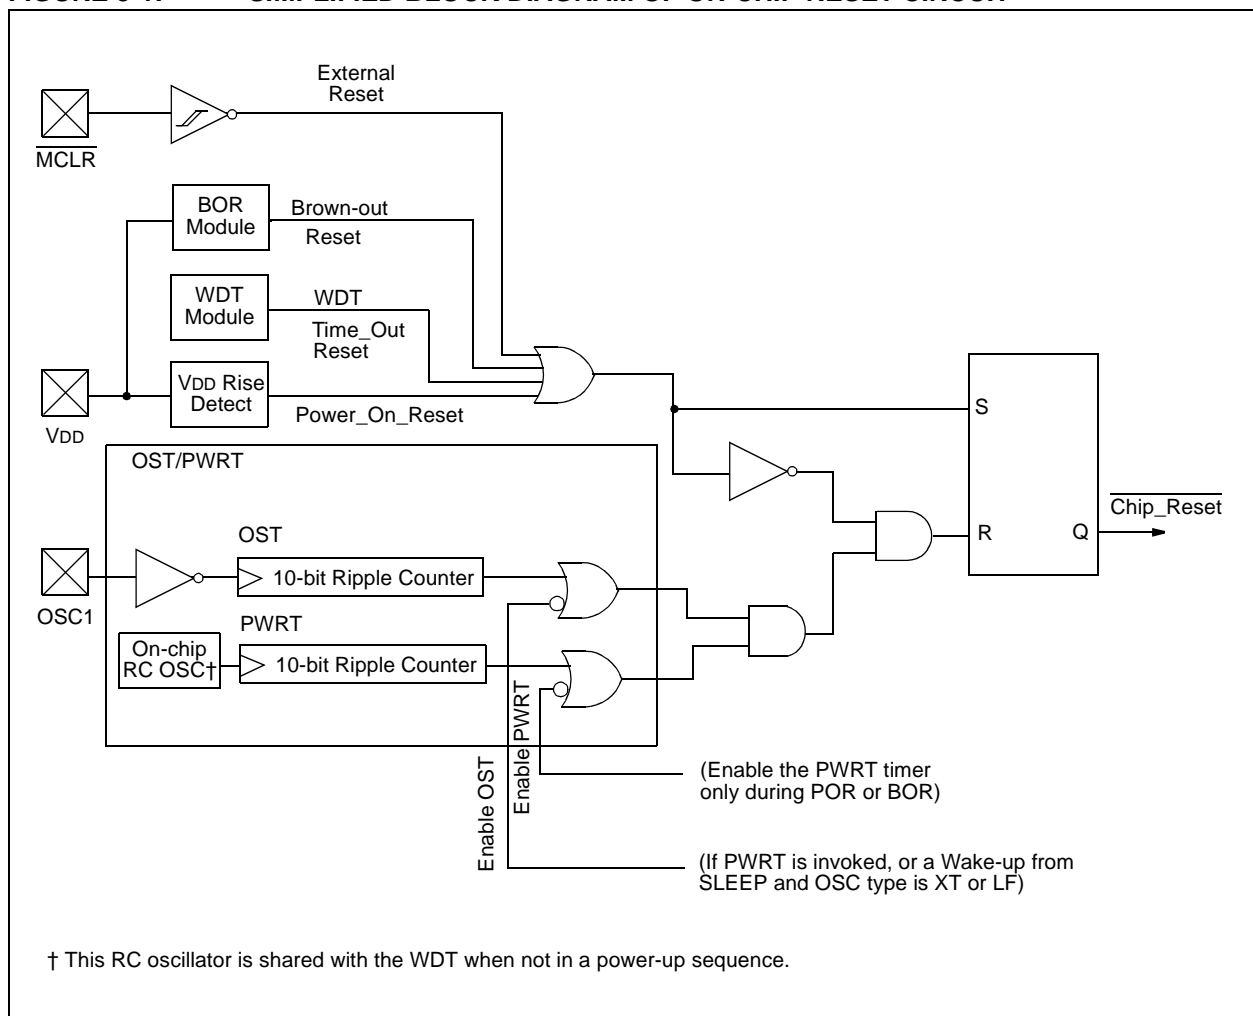 External
Reset
MCLR
BOR
Module
Brown-out
Reset
WDT
Module
WDT
Time_Out
Reset
VDD Rise
Detect
Power_On_Reset
VDD
OST/PWRT
S
R
Q
Chip_Reset
OST
10-bit Ripple Counter
OSC1
PWRT
On-chip
RC OSC†
10-bit Ripple Counter
Enable OST
Enable PWRT
(Enable the PWRT timer
only during POR or BOR)
(If PWRT is invoked, or a Wake-up from
SLEEP and OSC type is XT or LF)
† This RC oscillator is shared with the WDT when not in a power-up sequence.